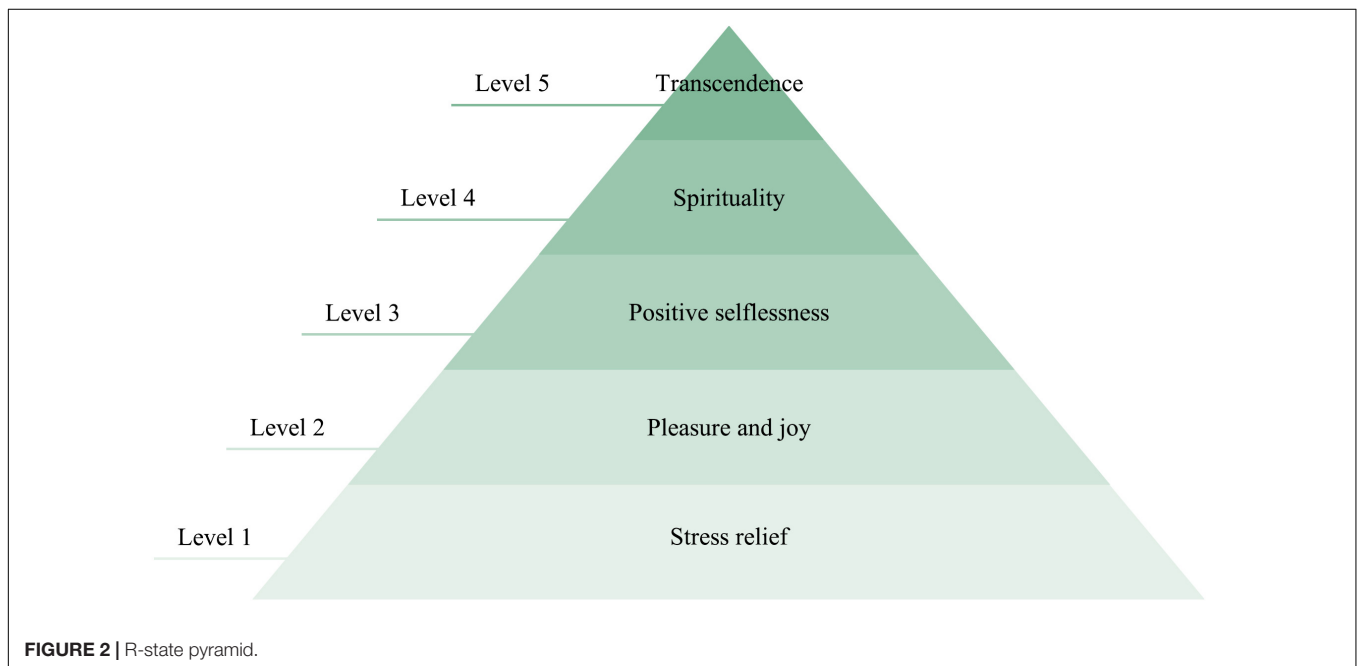 Level 5 Transcendence
Level 4 Spirituality
Level 3 Positive selflessness
Level 2 Pleasure and joy
Level 1 Stress relief
FIGURE 2 | R-state pyramid.